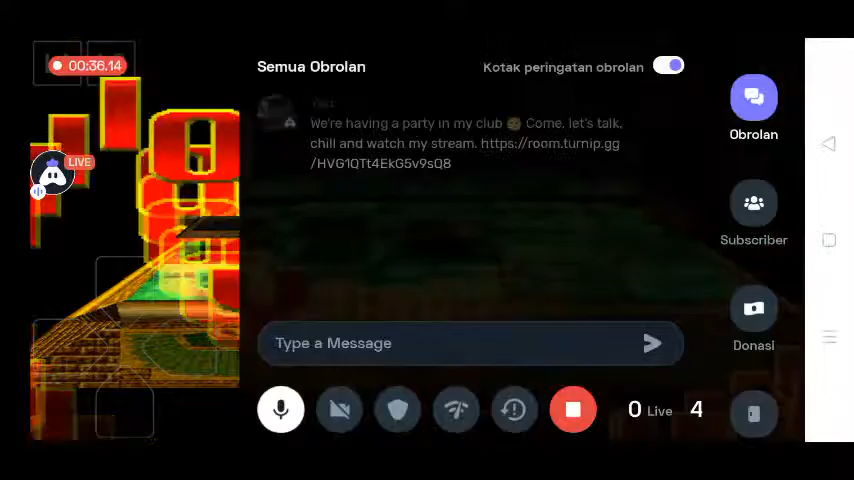 00:36.14
Semua Obrolan
Kotak peringatan obrolan
LIVE
We're having a party in my club 🥳 Come, let's talk,
chill and watch my stream. https://room.turnip.gg
/HVG1QTt4EkG5v9sQ8
Obrolan
Subscriber
Donasi
Type a Message
0 Live 4